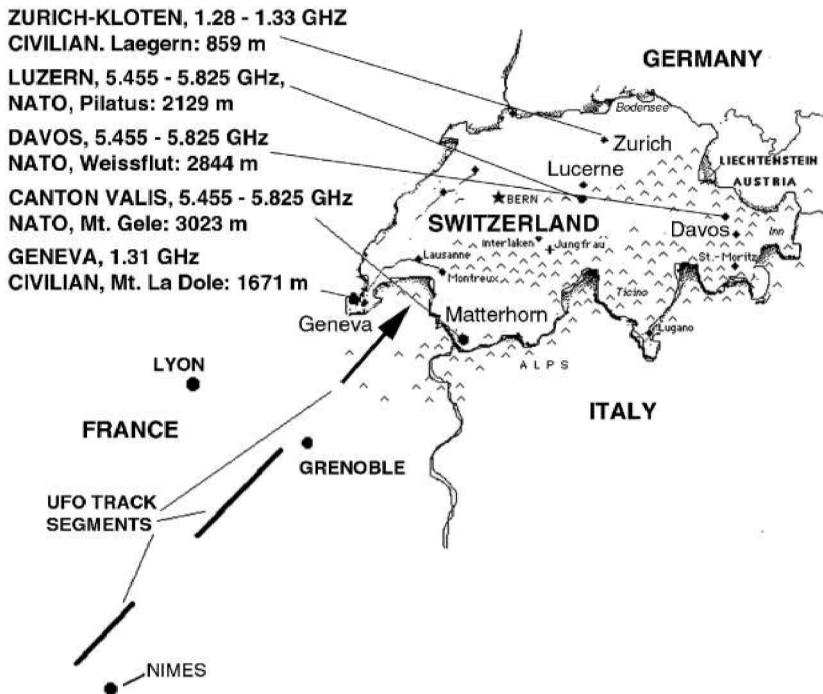 ZURICH-KLOTEN, 1.28 - 1.33 GHZ
CIVILIAN. Laegern: 859 m
LUZERN, 5.455 - 5.825 GHz,
NATO, Pilatus: 2129 m
DAVOS, 5.455 - 5.825 GHz
NATO, Weissflut: 2844 m
CANTON VALIS, 5.455 - 5.825 GHz
NATO, Mt. Gele: 3023 m
GENEVA, 1.31 GHz
CIVILIAN, Mt. La Dole: 1671 m
GERMANY
Bodensee
Zurich
LIECHTENSTEIN
AUSTRIA
Lucerne
BERN
SWITZERLAND
Davos
Inn
Interlaken
Jungfrau
Lausanne
St.-Moritz
Montreux
Ticino
Geneva
Matterhorn
Lugano
ALPS
LYON
ITALY
FRANCE
GRENOBLE
UFO TRACK
SEGMENTS
NIMES